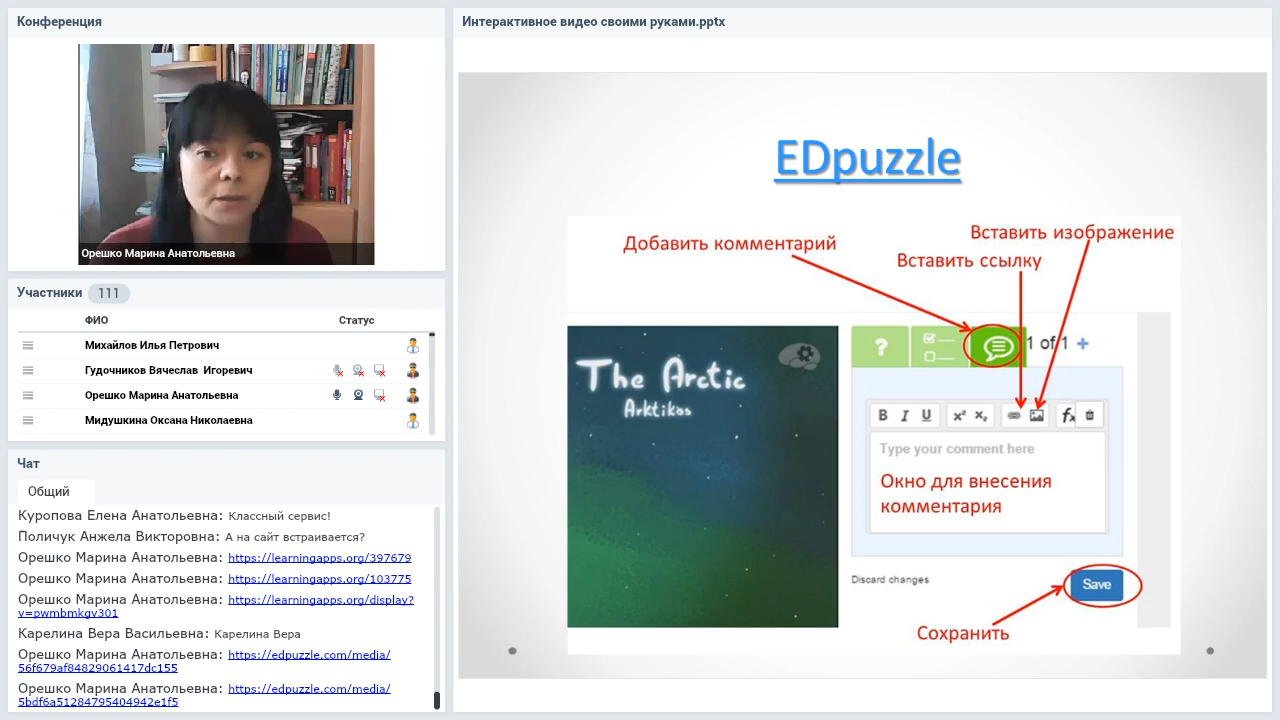 Конференция
Орешко Марина Анатольевна
Участники 111
ФИО Статус
Михайлов Илья Петрович
Гудочников Вячеслав Игоревич
Орешко Марина Анатольевна
Мидушкина Оксана Николаевна
Чат
Общий
Куропова Елена Анатольевна: Классный сервис!
Поличук Анжела Викторовна: А на сайт встраивается?
Орешко Марина Анатольевна: https://learningapps.org/397679
Орешко Марина Анатольевна: https://learningapps.org/103775
Орешко Марина Анатольевна: https://learningapps.org/display?
v=pwmbmkgv301
Карелина Вера Васильевна: Карелина Вера
Орешко Марина Анатольевна: https://edpuzzle.com/media/
56f679af84829061417dc155
Орешко Марина Анатольевна: https://edpuzzle.com/media/
5bdf6a51284795404942e1f5
Интерактивное видео своими руками.pptx
EDpuzzle
Вставить изображение
Добавить комментарий
Вставить ссылку
? 1 of 1 +
The Arctic
Arktikos
B I U x² x₂ fx
Type your comment here
Окно для внесения
комментария
Discard changes
Save
Сохранить